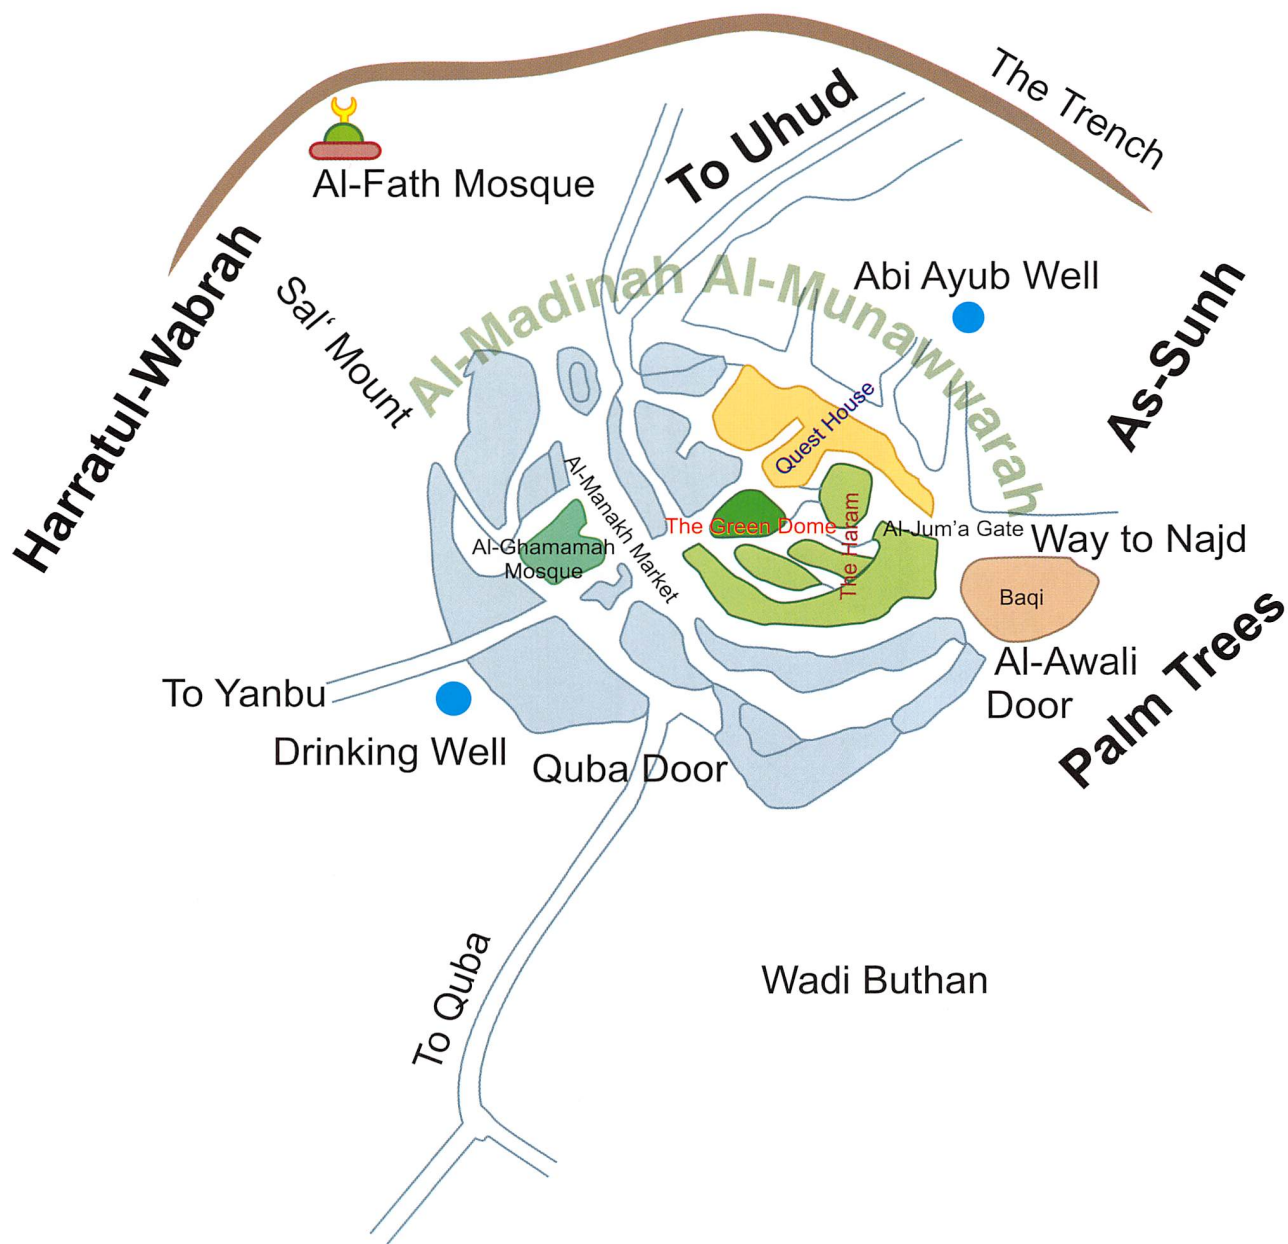 The Trench
To Uhud
Al-Fath Mosque
Harratul-Wabrah
Sal‘ Mount
Al-Madinah Al-Munawwarah
Abi Ayub Well
As-Sunh
Quest House
Al-Manakh Market
The Green Dome
The Haram
Al-Jum’a Gate
Way to Najd
Al-Ghamamah
Mosque
Baqi
Al-Awali
Door
Palm Trees
To Yanbu
Drinking Well
Quba Door
To Quba
Wadi Buthan